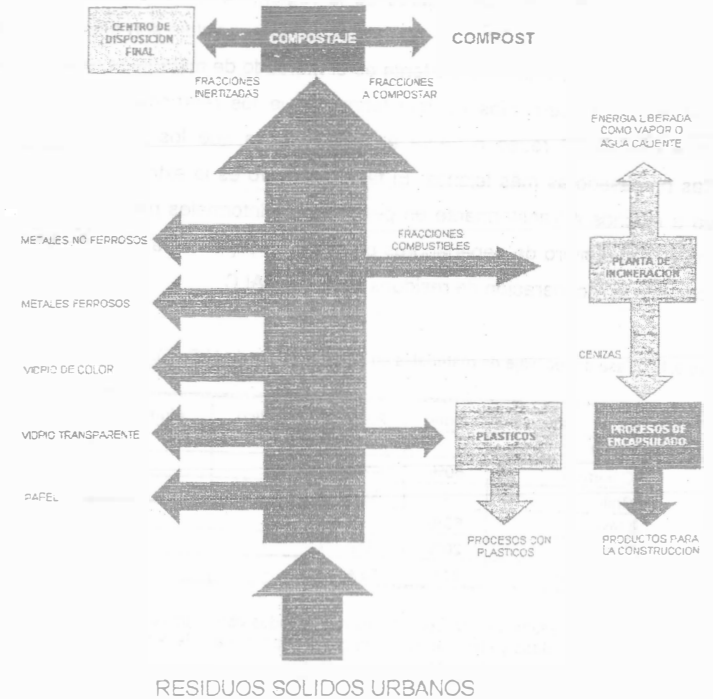 CENTRO DE
DISPOSICION
FINAL
COMPOSTAJE
COMPOST
FRACCIONES
INERTIZADAS
FRACCIONES
A COMPOSTAR
ENERGIA LIBERADA
COMO VAPOR O
AGUA CALIENTE
METALES NO FERROSOS
FRACCIONES
COMBUSTIBLES
PLANTA DE
INCINERACION
METALES FERROSOS
CENIZAS
VIDRIO DE COLOR
VIDRIO TRANSPARENTE
PLASTICOS
PROCESOS DE
ENCAPSULADO
PAPEL
PROCESOS CON
PLASTICOS
PRODUCTOS PARA
LA CONSTRUCCION
RESIDUOS SOLIDOS URBANOS